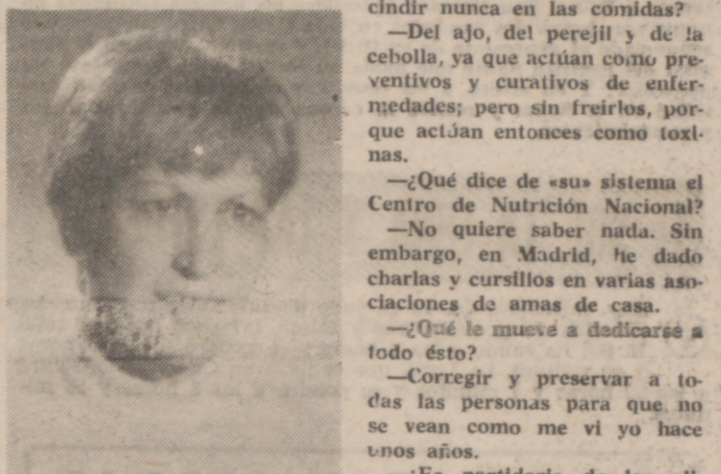 cindir nunca en las comidas?
—Del ajo, del perejil y de la
cebolla, ya que actúan como pre-
ventivos y curativos de enfer-
medades; pero sin freirlos, por-
que actúan entonces como toxi-
nas.
—¿Qué dice de «su» sistema el
Centro de Nutrición Nacional?
—No quiere saber nada. Sin
embargo, en Madrid, he dado
charlas y cursillos en varias aso-
ciaciones de amas de casa.
—¿Qué le mueve a dedicarse a
todo ésto?
—Corregir y preservar a to-
das las personas para que no
se vean como me vi yo hace
unos años.